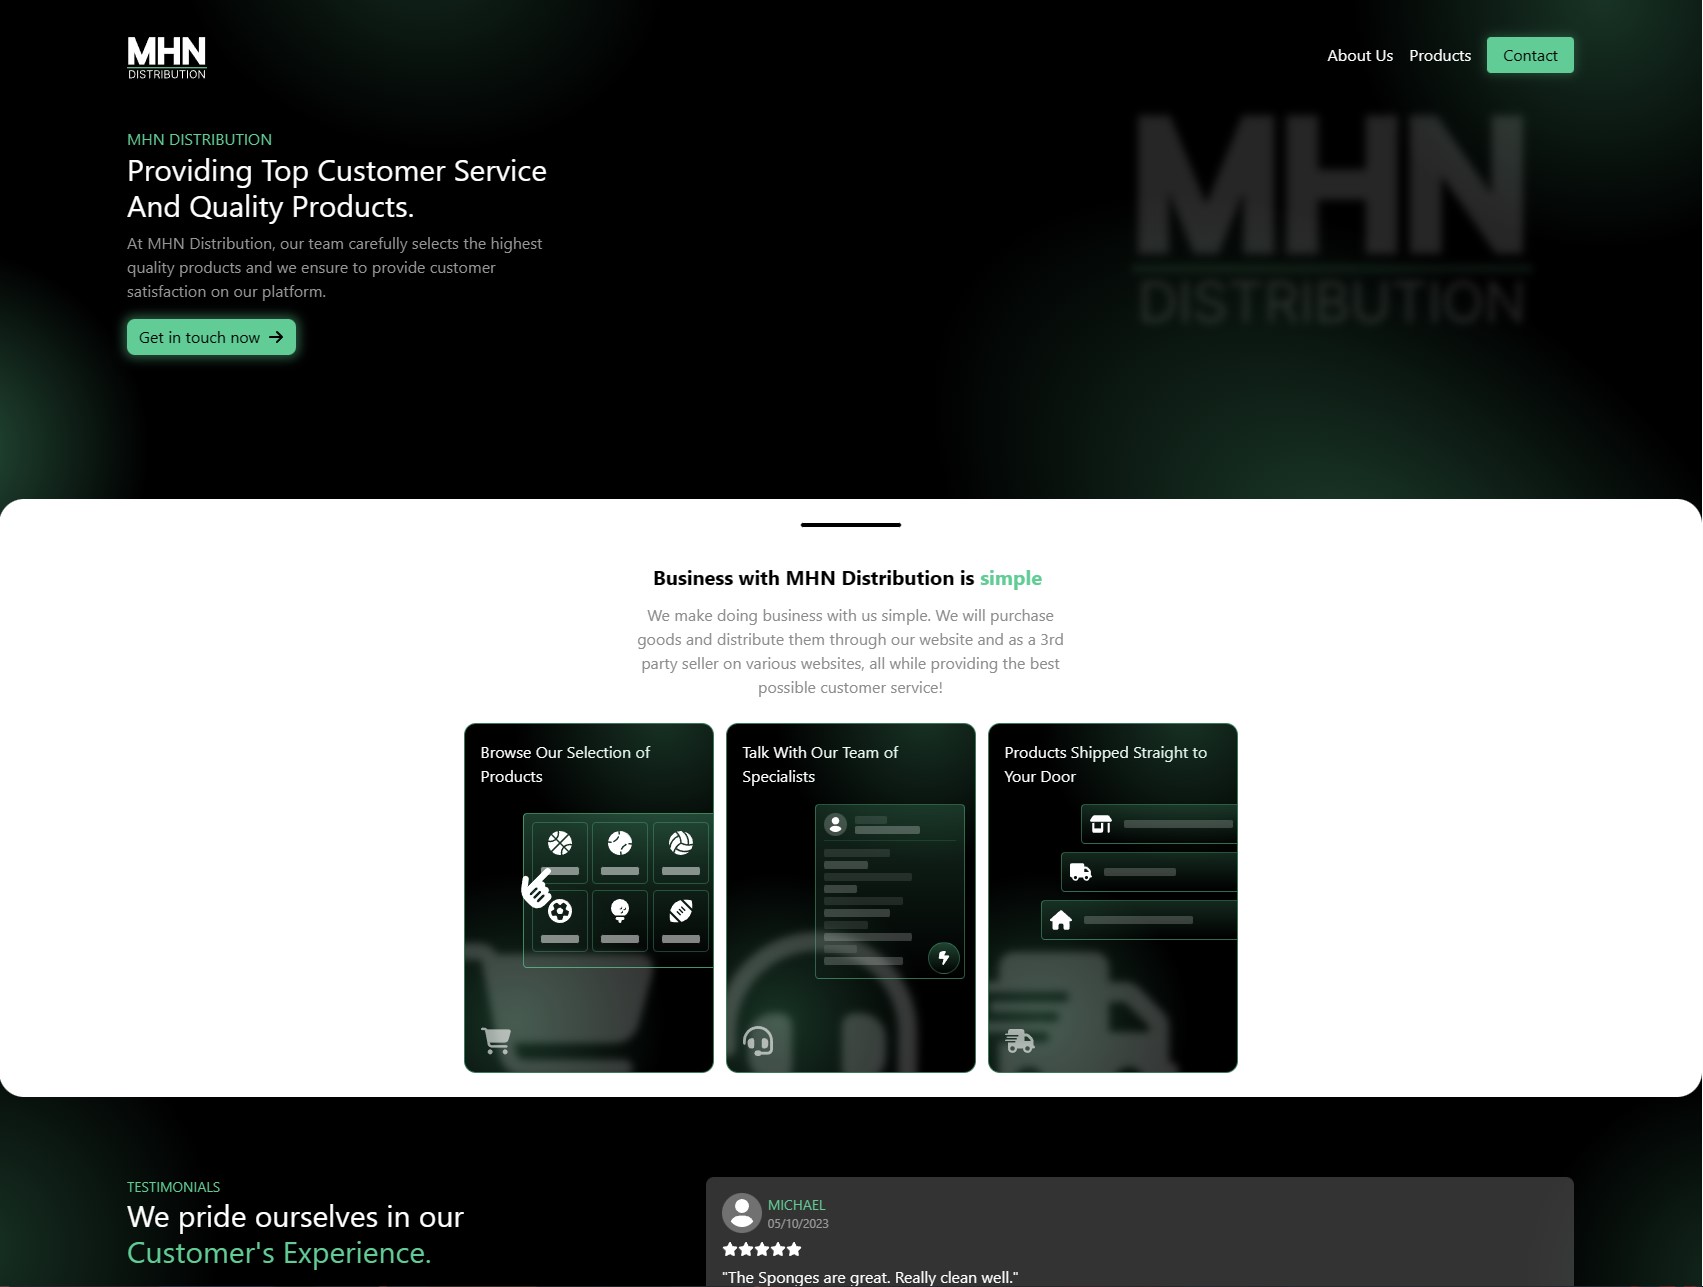 MHN
DISTRIBUTION
About Us Products Contact
MHN DISTRIBUTION
Providing Top Customer Service
And Quality Products.
At MHN Distribution, our team carefully selects the highest
quality products and we ensure to provide customer
satisfaction on our platform.
Get in touch now
MHN
DISTRIBUTION
Business with MHN Distribution is simple
We make doing business with us simple. We will purchase
goods and distribute them through our website and as a 3rd
party seller on various websites, all while providing the best
possible customer service!
Browse Our Selection of
Products
Talk With Our Team of
Specialists
Products Shipped Straight to
Your Door
TESTIMONIALS
We pride ourselves in our
Customer's Experience.
MICHAEL
05/10/2023
"The Sponges are great. Really clean well."